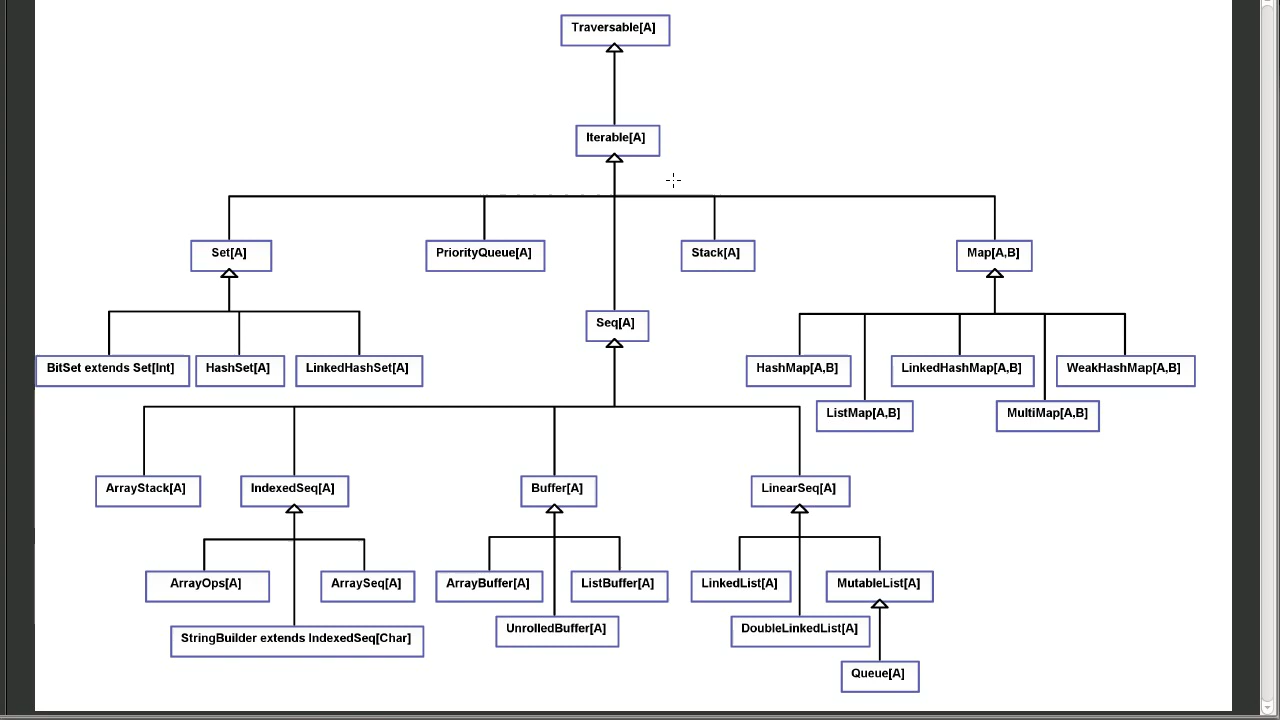 Traversable[A]
Iterable[A]
Set[A]
PriorityQueue[A]
Stack[A]
Map[A,B]
Seq[A]
BitSet extends Set[Int]
HashSet[A]
LinkedHashSet[A]
HashMap[A,B]
LinkedHashMap[A,B]
WeakHashMap[A,B]
ListMap[A,B]
MultiMap[A,B]
ArrayStack[A]
IndexedSeq[A]
Buffer[A]
LinearSeq[A]
ArrayOps[A]
ArraySeq[A]
ArrayBuffer[A]
ListBuffer[A]
LinkedList[A]
MutableList[A]
StringBuilder extends IndexedSeq[Char]
UnrolledBuffer[A]
DoubleLinkedList[A]
Queue[A]